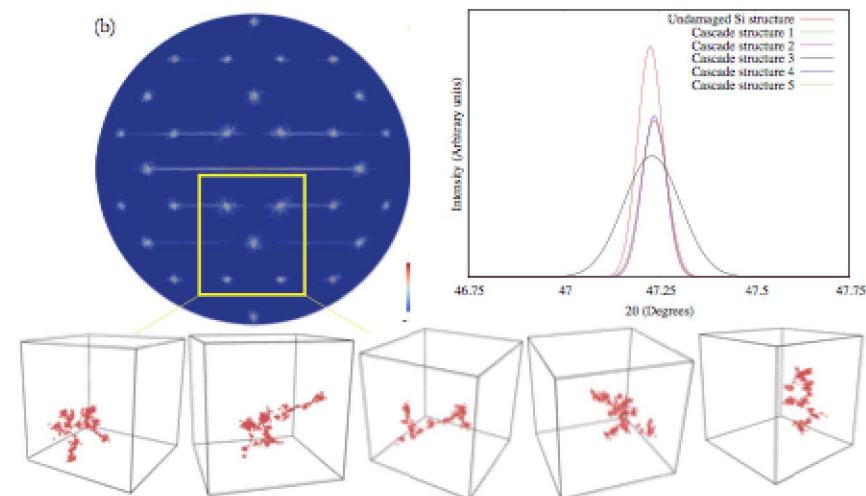 (b)
Undamaged Si structure
Cascade structure 1
Cascade structure 2
Cascade structure 3
Cascade structure 4
Cascade structure 5
Intensity (Arbitrary units)
46.75 47 47.25 47.5 47.75
2θ (Degrees)